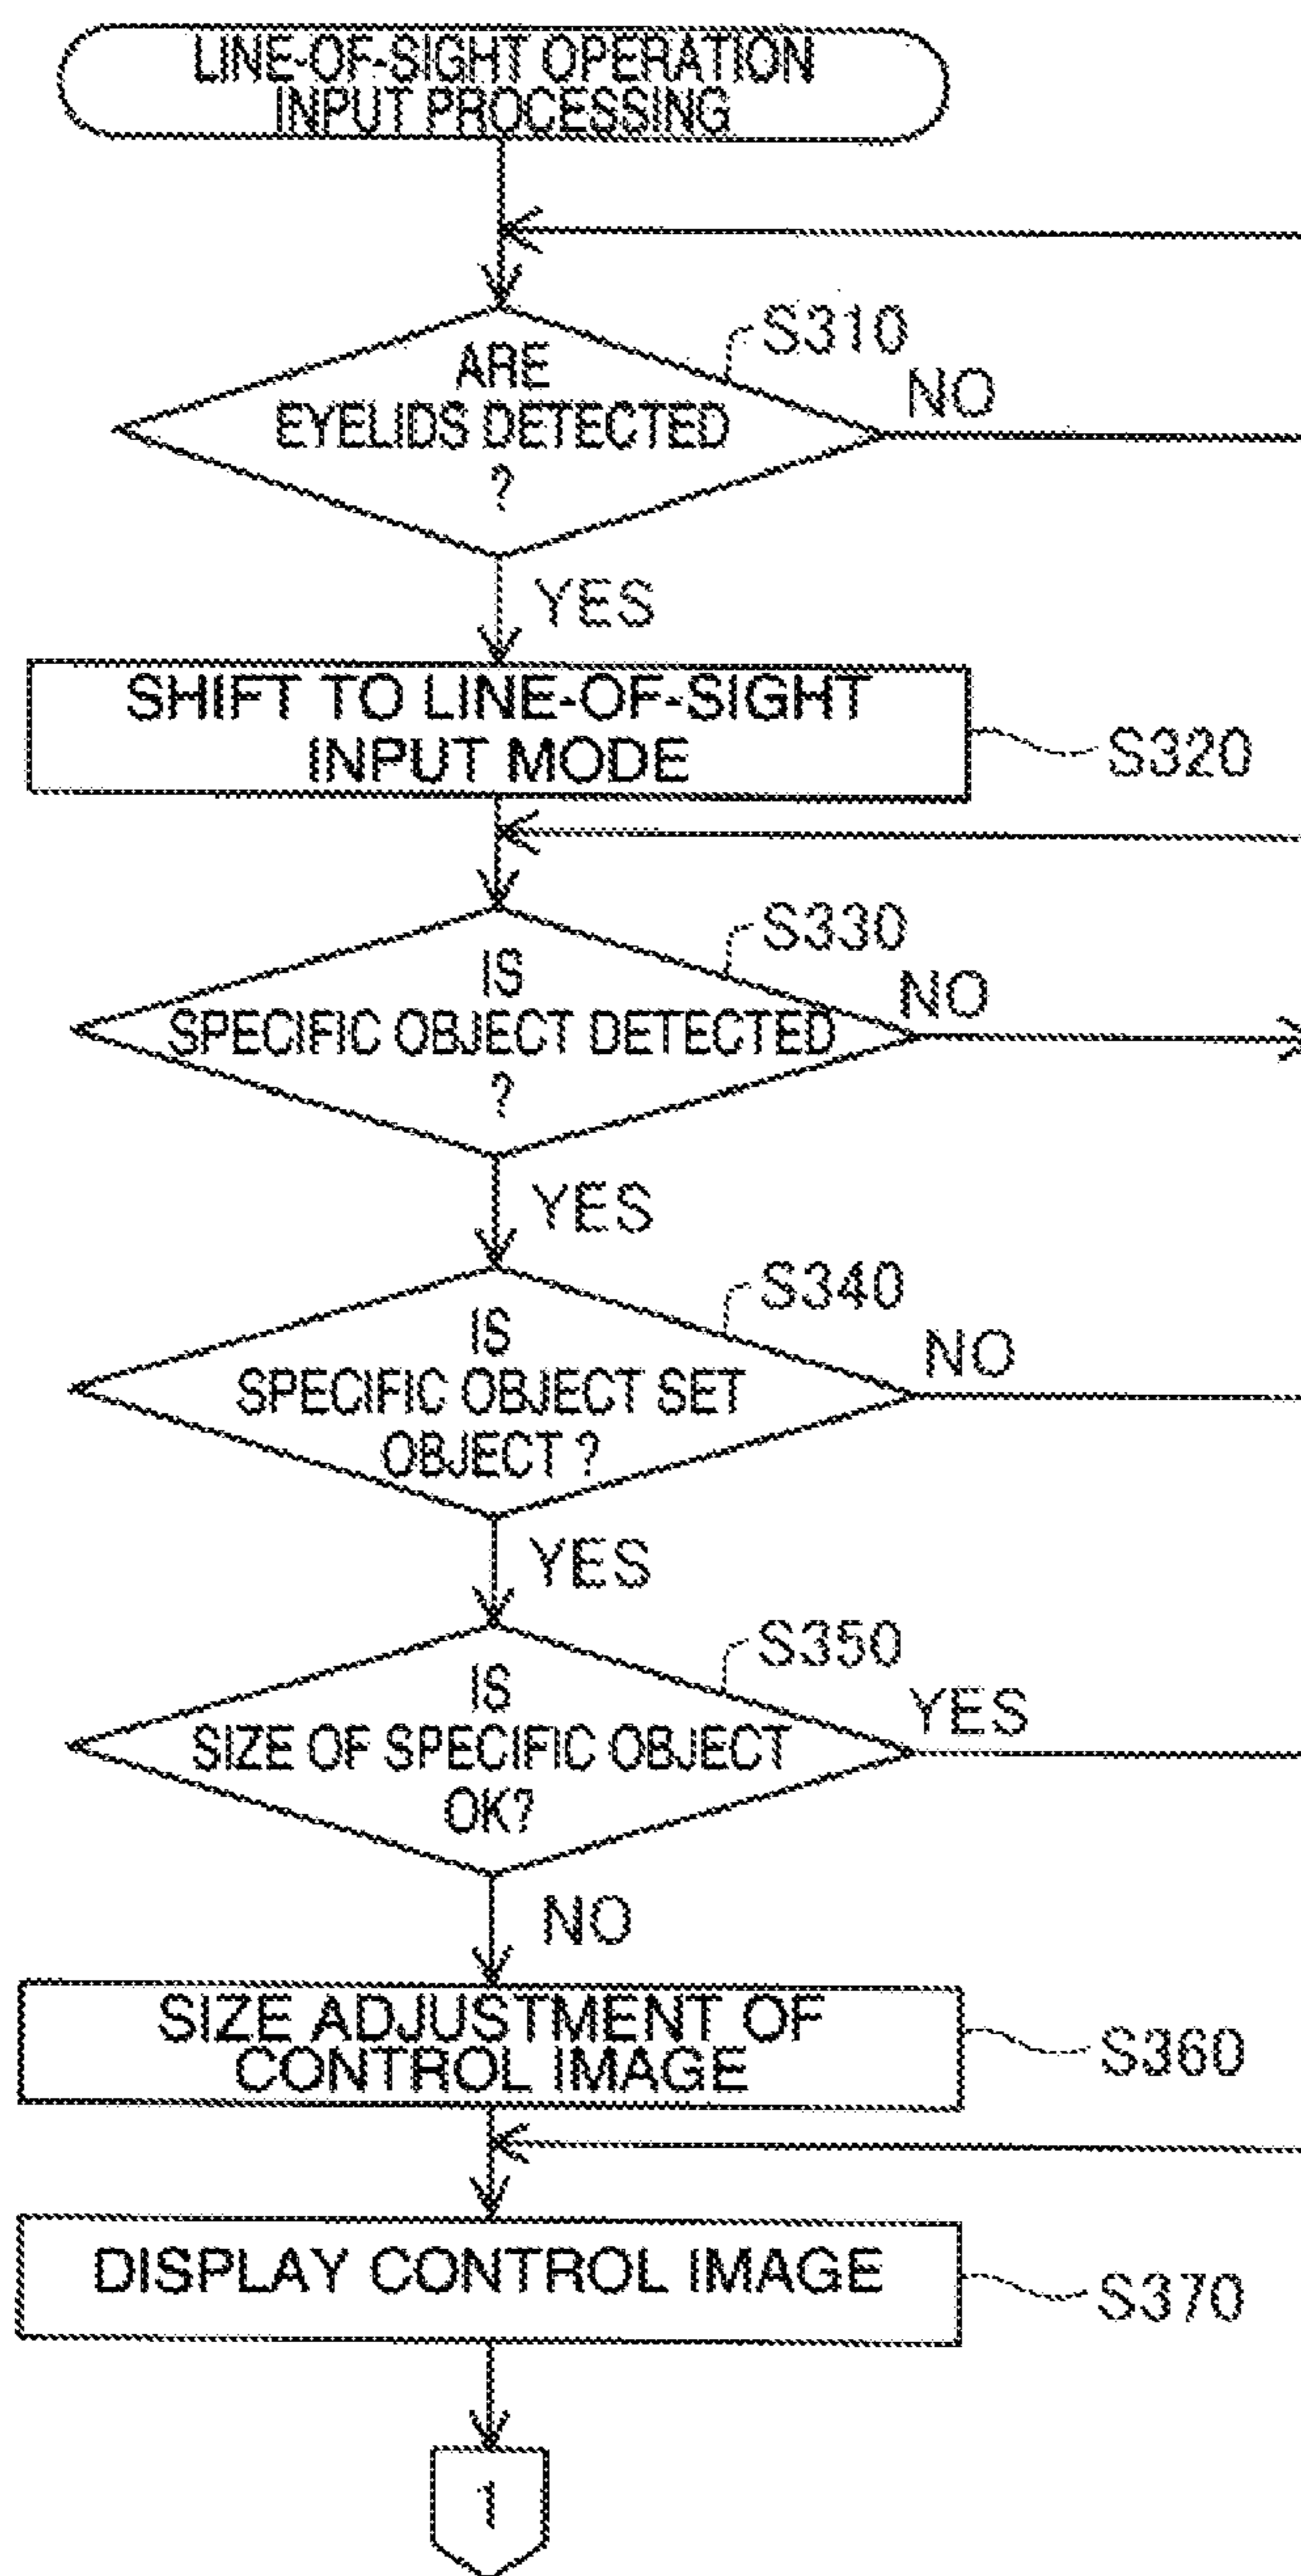 LINE-OF-SIGHT OPERATION
INPUT PROCESSING
S310
ARE
EYELIDS DETECTED
?
NO
YES
SHIFT TO LINE-OF-SIGHT
INPUT MODE
S320
S330
IS
SPECIFIC OBJECT DETECTED
?
NO
YES
S340
IS
SPECIFIC OBJECT SET
OBJECT ?
NO
YES
S350
IS
SIZE OF SPECIFIC OBJECT
OK?
YES
NO
SIZE ADJUSTMENT OF
CONTROL IMAGE
S360
DISPLAY CONTROL IMAGE
S370
1